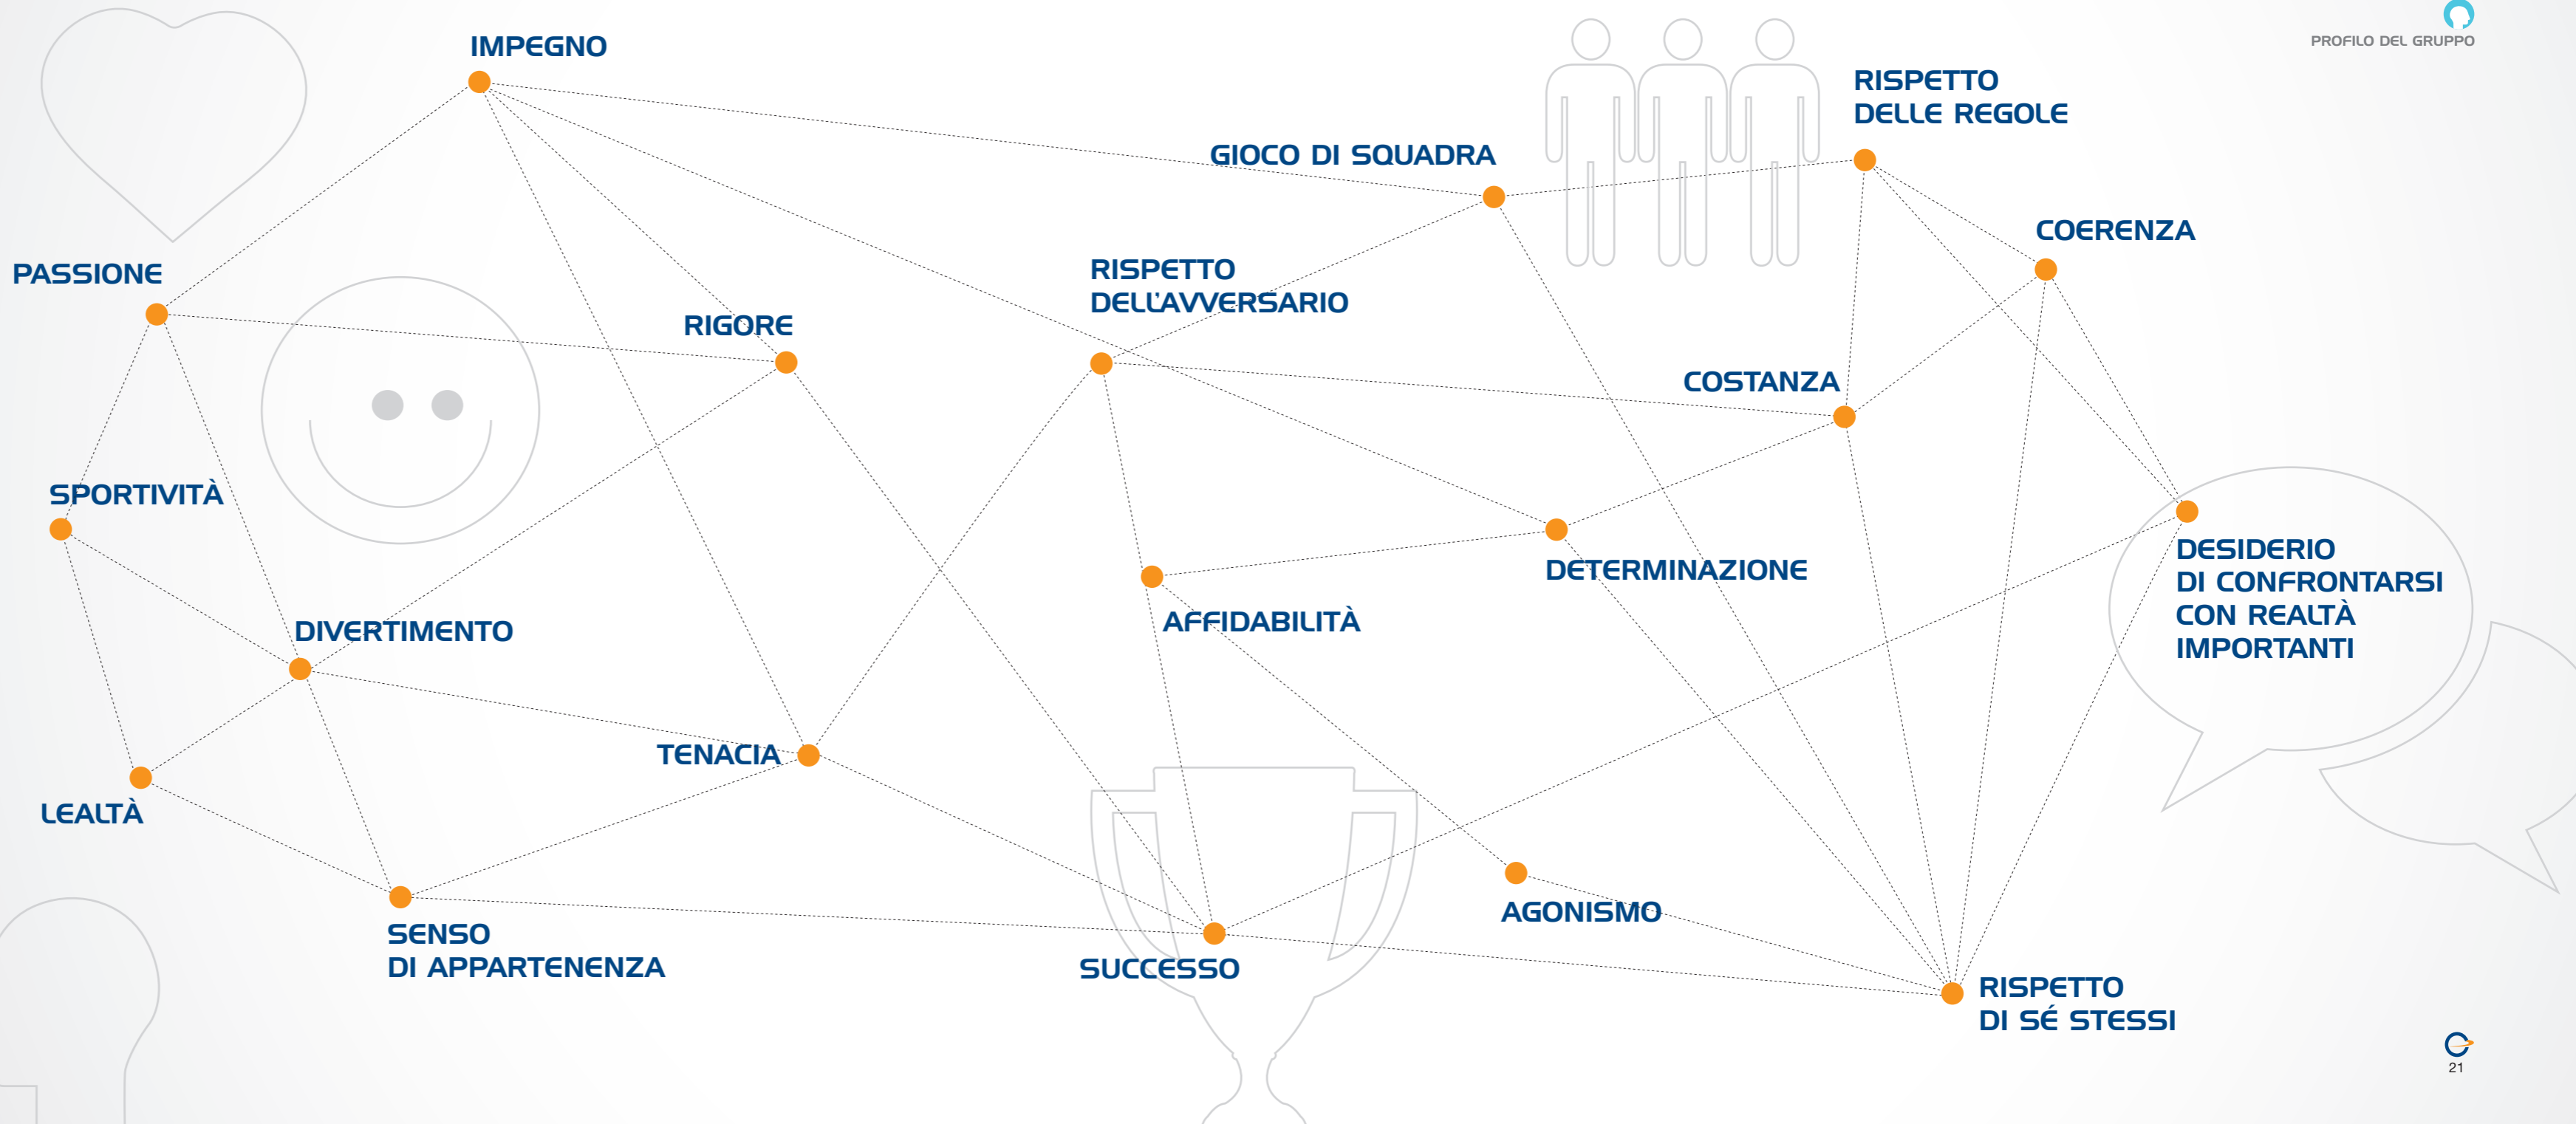 PROFILO DEL GRUPPO
IMPEGNO
RISPETTO
DELLE REGOLE
GIOCO DI SQUADRA
COERENZA
PASSIONE
RISPETTO
DELL'AVVERSARIO
RIGORE
COSTANZA
SPORTIVITÀ
DETERMINAZIONE
DESIDERIO
DI CONFRONTARSI
CON REALTÀ
IMPORTANTI
AFFIDABILITÀ
DIVERTIMENTO
TENACIA
LEALTÀ
AGONISMO
SENSO
DI APPARTENENZA
SUCCESSO
RISPETTO
DI SÉ STESSI
21